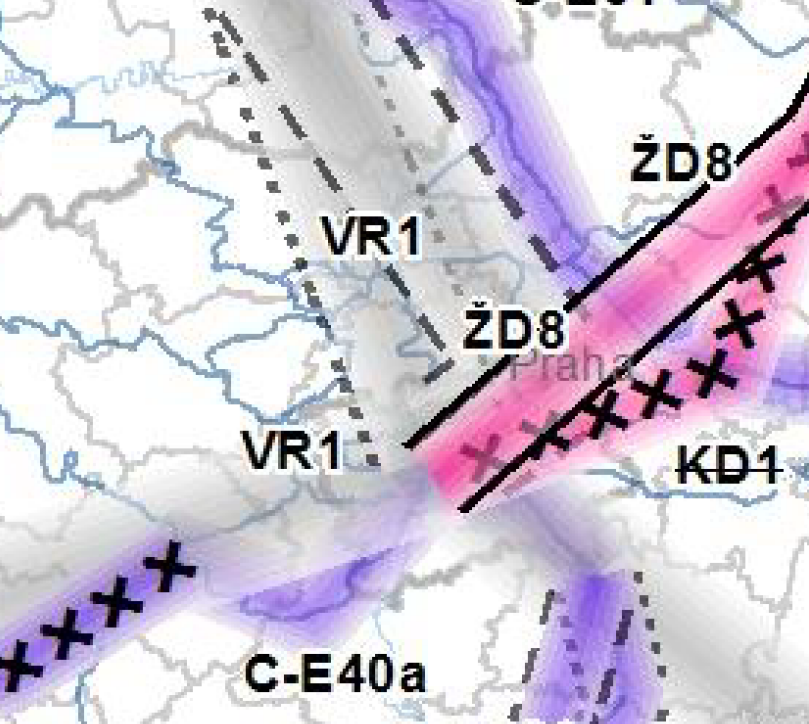 ŽD8
VR1
ŽD8
Praha
VR1
KD1
C-E40a